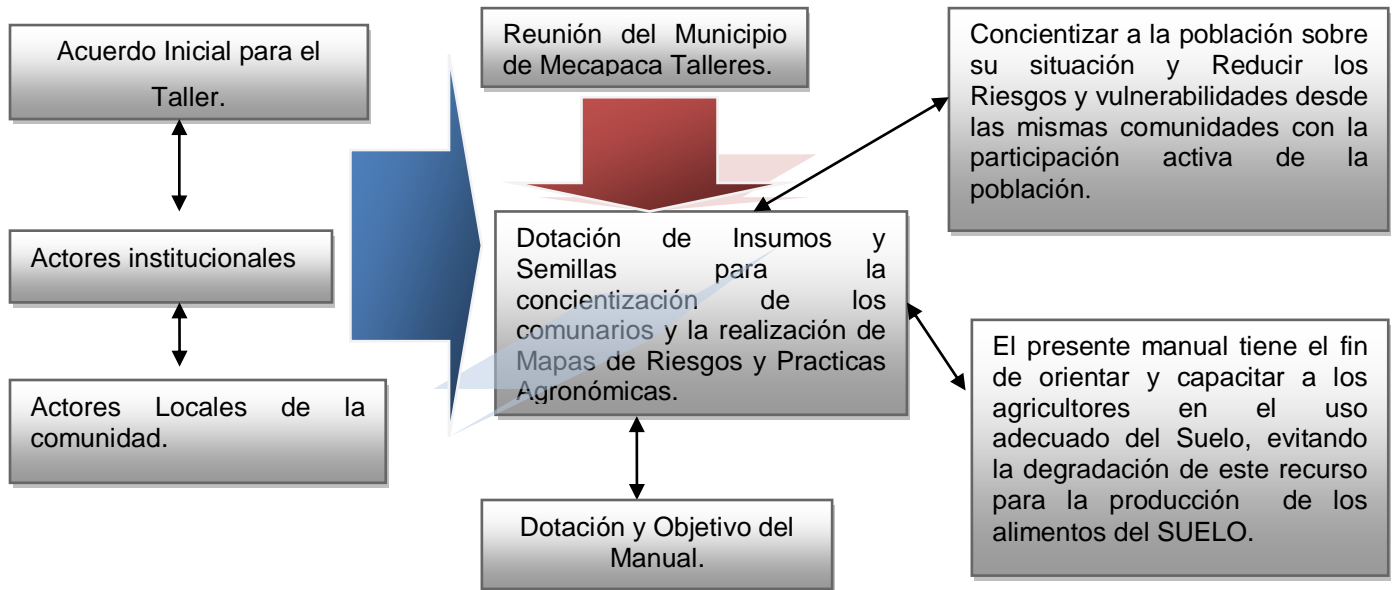 Acuerdo Inicial para el
Taller.
Actores institucionales
Actores Locales de la
comunidad.
Reunión del Municipio
de Mecapaca Talleres.
Dotación de Insumos y
Semillas para la
concientización de los
comunarios y la realización de
Mapas de Riesgos y Practicas
Agronómicas.
Dotación y Objetivo del
Manual.
Concientizar a la población sobre
su situación y Reducir los
Riesgos y vulnerabilidades desde
las mismas comunidades con la
participación activa de la
población.
El presente manual tiene el fin
de orientar y capacitar a los
agricultores en el uso
adecuado del Suelo, evitando
la degradación de este recurso
para la producción de los
alimentos del SUELO.